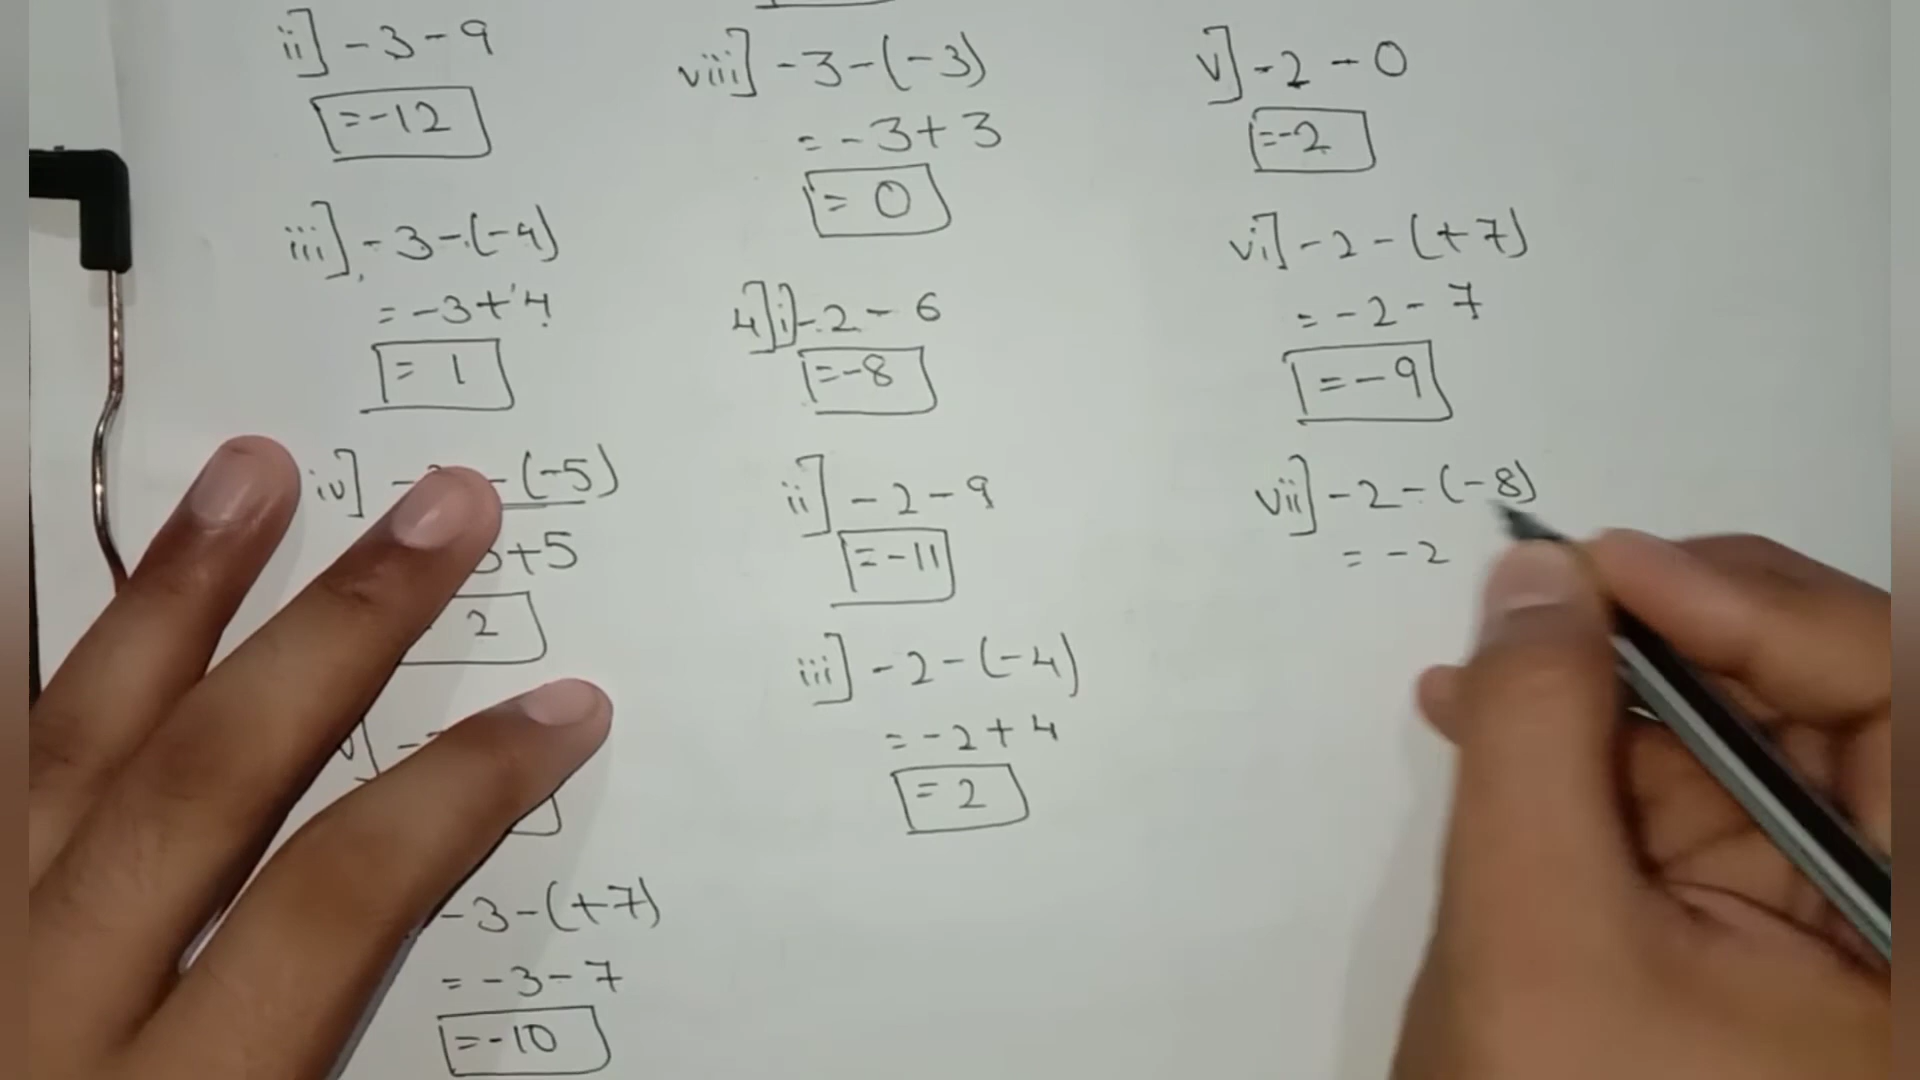 ii] -3-9
=-12
iii] -3-(-4)
= -3+4
= 1
iv] - -(-5)
3+5
2
v] -
-3-(+7)
= -3-7
=-10
viii] -3-(-3)
= -3+3
= 0
4] i] -2-6
=-8
ii] -2-9
=-11
iii] -2-(-4)
= -2+4
= 2
v] -2-0
=-2
vi] -2-(+7)
= -2-7
= -9
vii] -2-(-8)
= -2